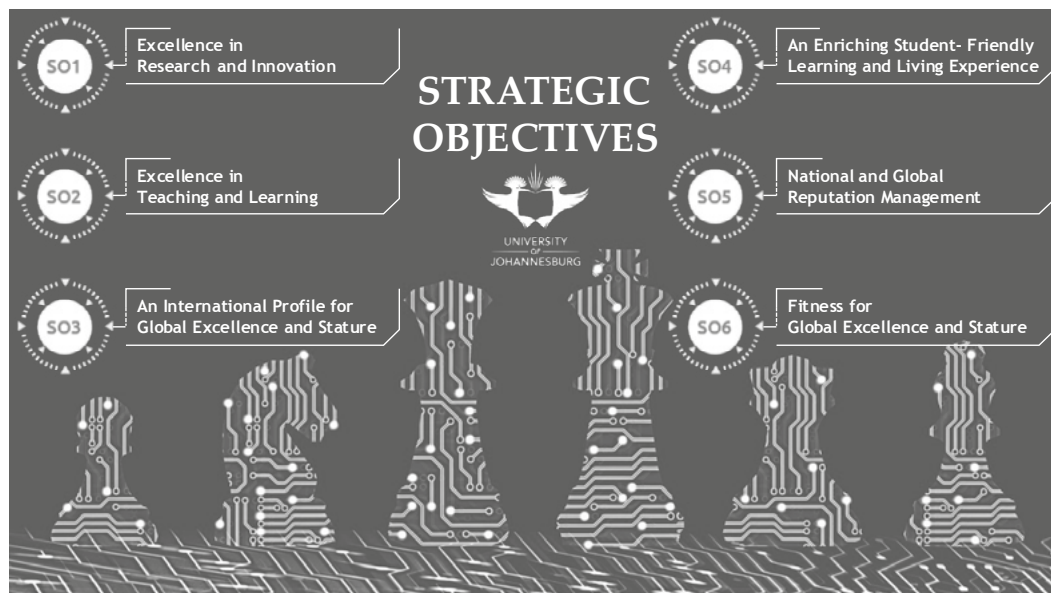 STRATEGIC
OBJECTIVES
UNIVERSITY
OF
JOHANNESBURG
SO1
Excellence in
Research and Innovation
SO2
Excellence in
Teaching and Learning
SO3
An International Profile for
Global Excellence and Stature
SO4
An Enriching Student- Friendly
Learning and Living Experience
SO5
National and Global
Reputation Management
SO6
Fitness for
Global Excellence and Stature